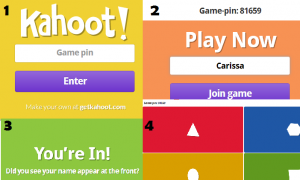 1
Kahoot!
Game pin
Enter
Make your own at getkahoot.com
2
Game-pin: 81659
Play Now
Carissa
Join game
3
You're In!
Did you see your name appear at the front?
4